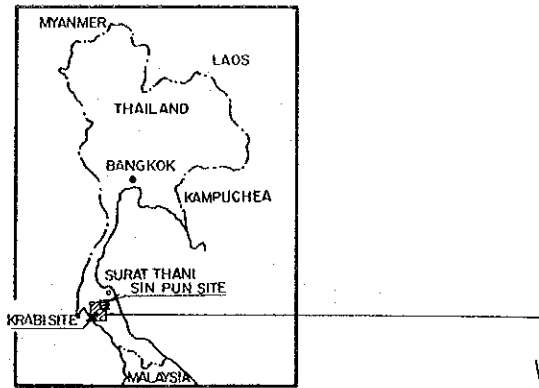 MYANMER
LAOS
THAILAND
BANGKOK
KAMPUCHEA
SURAT THANI
SIN PUN SITE
KRABI SITE
MALAYSIA